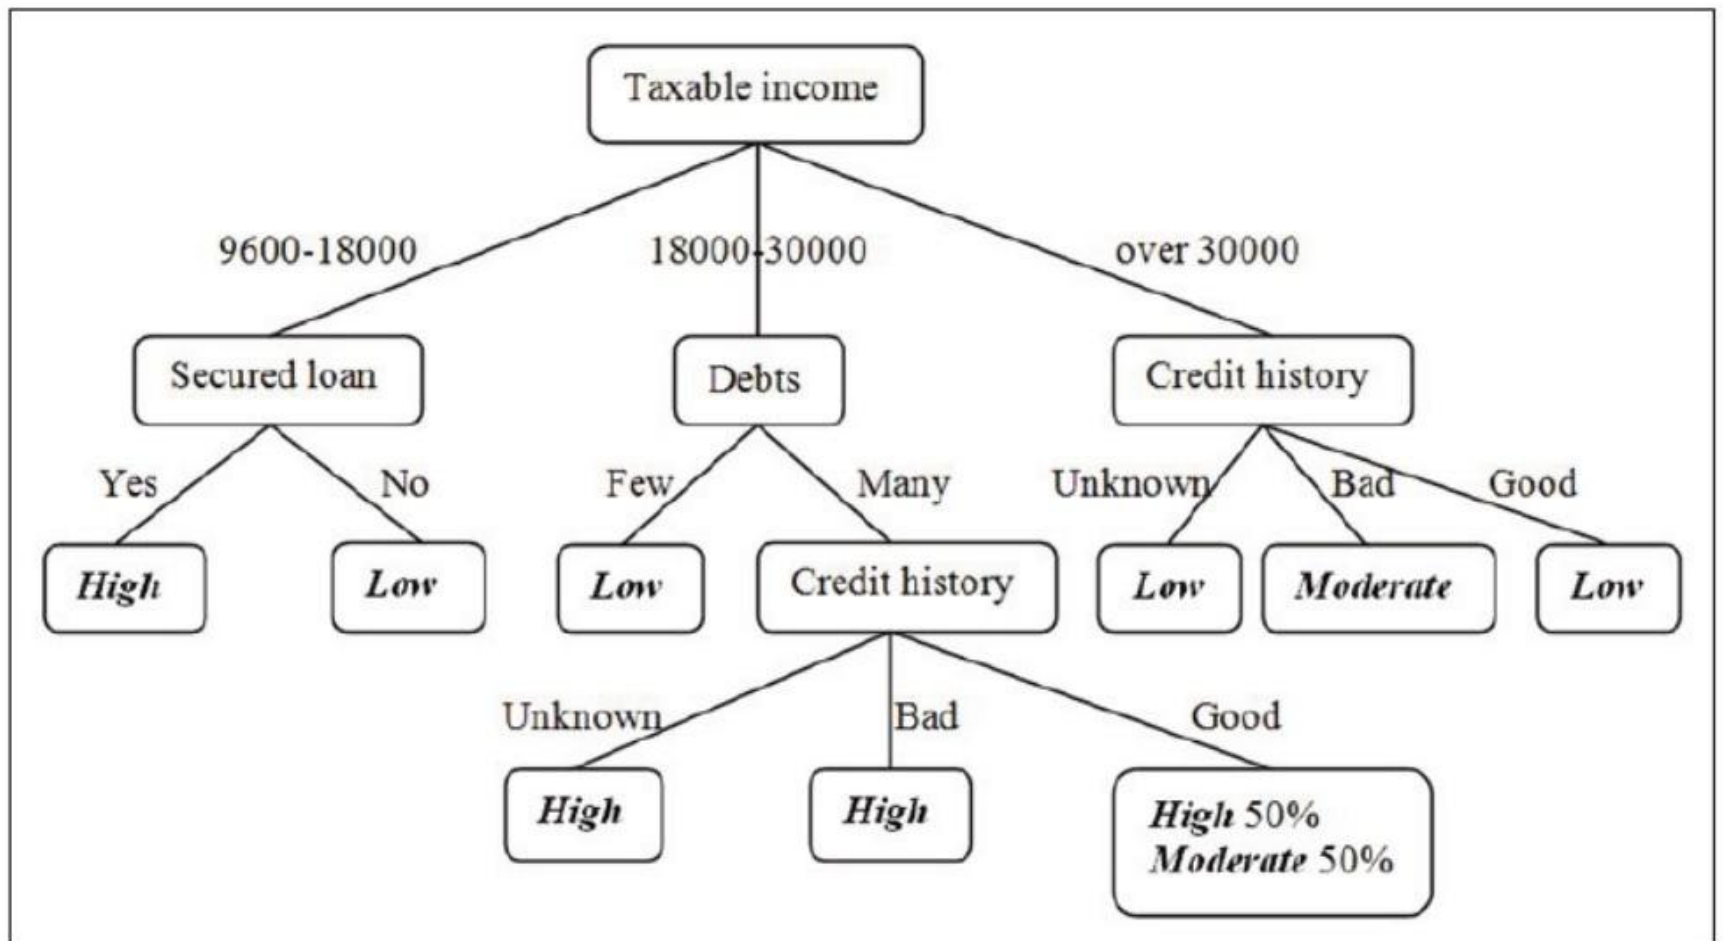 Taxable income
9600-18000
18000-30000
over 30000
Secured loan
Debts
Credit history
Yes
No
Few
Many
Unknown
Bad
Good
High
Low
Low
Credit history
Low
Moderate
Low
Unknown
Bad
Good
High
High
High 50%
Moderate 50%